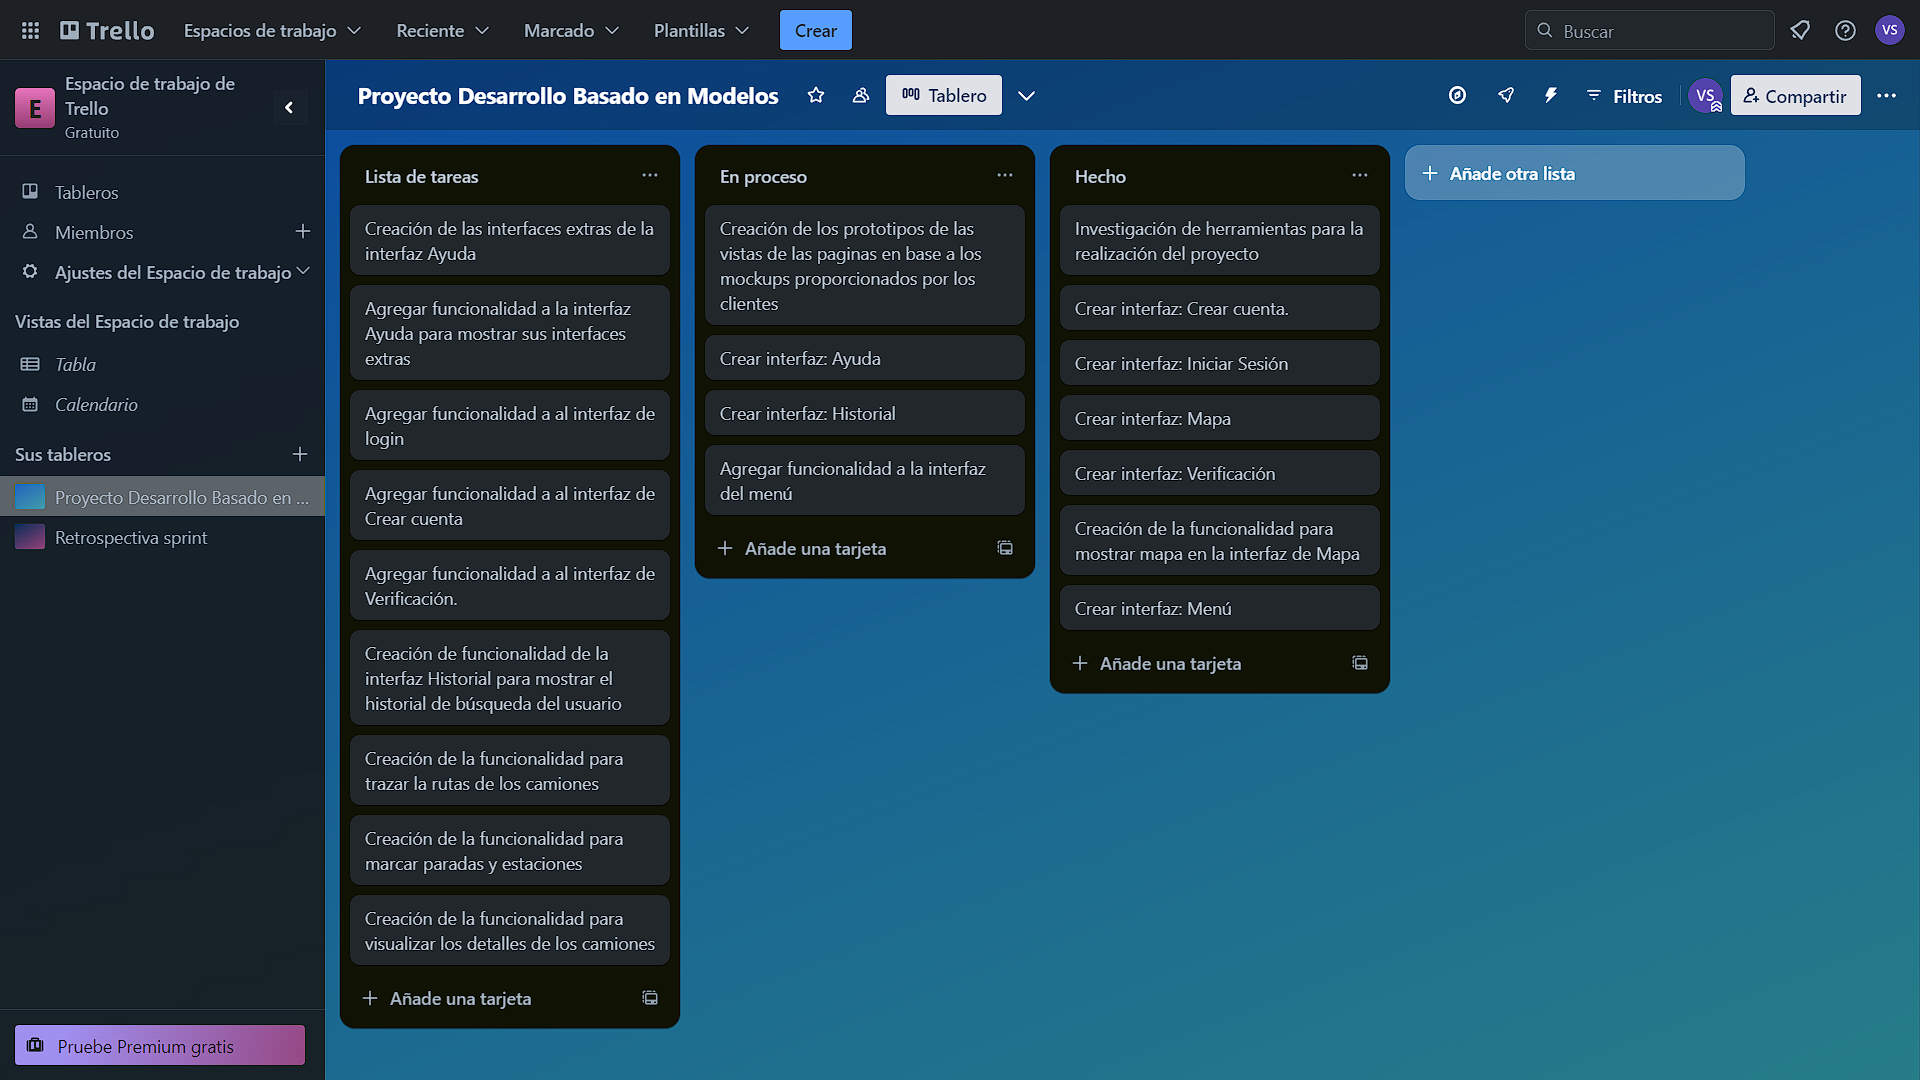 Trello
Espacios de trabajo
Reciente
Marcado
Plantillas
Crear
Buscar
VS
E
Espacio de trabajo de
Trello
Gratuito
Tableros
Miembros
Ajustes del Espacio de trabajo
Vistas del Espacio de trabajo
Tabla
Calendario
Sus tableros
Proyecto Desarrollo Basado en ...
Retrospectiva sprint
Pruebe Premium gratis
Proyecto Desarrollo Basado en Modelos
Tablero
Filtros
VS
Compartir
Lista de tareas
Creación de las interfaces extras de la
interfaz Ayuda
Agregar funcionalidad a la interfaz
Ayuda para mostrar sus interfaces
extras
Agregar funcionalidad a al interfaz de
login
Agregar funcionalidad a al interfaz de
Crear cuenta
Agregar funcionalidad a al interfaz de
Verificación.
Creación de funcionalidad de la
interfaz Historial para mostrar el
historial de búsqueda del usuario
Creación de la funcionalidad para
trazar la rutas de los camiones
Creación de la funcionalidad para
marcar paradas y estaciones
Creación de la funcionalidad para
visualizar los detalles de los camiones
Añade una tarjeta
En proceso
Creación de los prototipos de las
vistas de las paginas en base a los
mockups proporcionados por los
clientes
Crear interfaz: Ayuda
Crear interfaz: Historial
Agregar funcionalidad a la interfaz
del menú
Añade una tarjeta
Hecho
Investigación de herramientas para la
realización del proyecto
Crear interfaz: Crear cuenta.
Crear interfaz: Iniciar Sesión
Crear interfaz: Mapa
Crear interfaz: Verificación
Creación de la funcionalidad para
mostrar mapa en la interfaz de Mapa
Crear interfaz: Menú
Añade una tarjeta
Añade otra lista